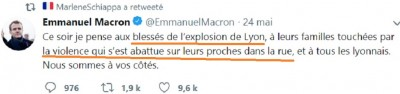 MarleneSchiappa a retweeté
Emmanuel Macron @EmmanuelMacron · 24 mai
Ce soir je pense aux blessés de l'explosion de Lyon, à leurs familles touchées par
la violence qui s'est abattue sur leurs proches dans la rue, et à tous les lyonnais.
Nous sommes à vos côtés.
976 1,9 k 9,6 k